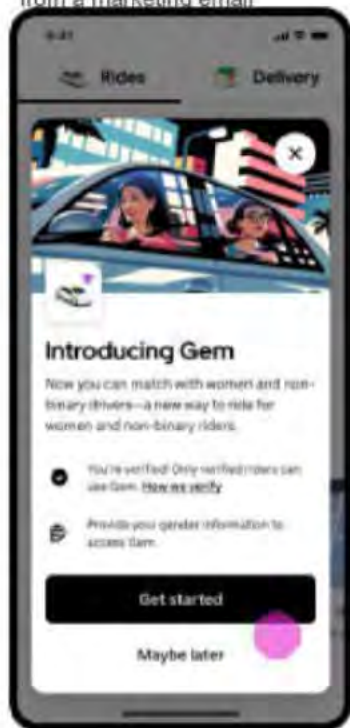 from a marketing email
Rides Delivery
Introducing Gem
Now you can match with women and non-
binary drivers—a new way to ride for
women and non-binary riders.
You're verified! Only verified riders can
use Gem. How we verify
Provide your gender information to
access Gem.
Get started
Maybe later